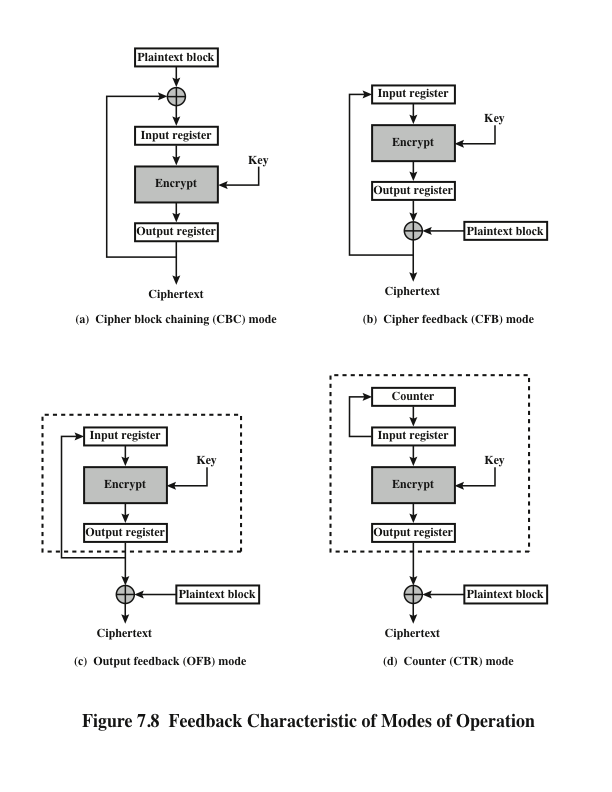 Plaintext block
Input register
Key
Encrypt
Output register
Ciphertext
(a) Cipher block chaining (CBC) mode
Input register
Key
Encrypt
Output register
Plaintext block
Ciphertext
(b) Cipher feedback (CFB) mode
Input register
Key
Encrypt
Output register
Plaintext block
Ciphertext
(c) Output feedback (OFB) mode
Counter
Input register
Key
Encrypt
Output register
Plaintext block
Ciphertext
(d) Counter (CTR) mode
Figure 7.8 Feedback Characteristic of Modes of Operation